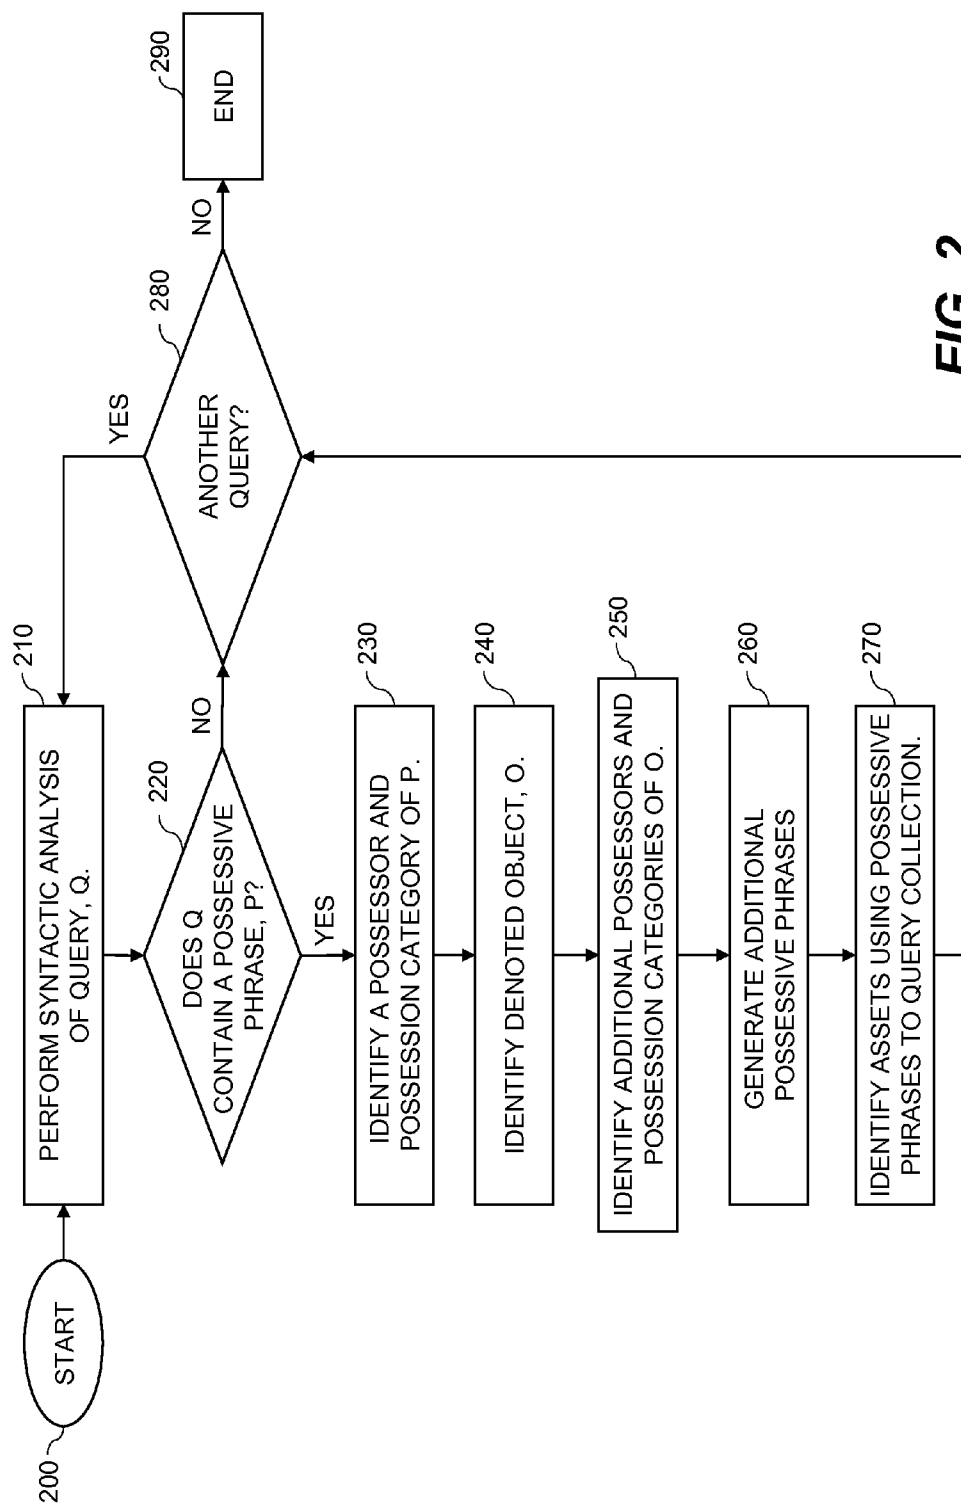 200
START
210
PERFORM SYNTACTIC ANALYSIS
OF QUERY, Q.
220
DOES Q
CONTAIN A POSSESSIVE
PHRASE, P?
NO
YES
230
IDENTIFY A POSSESSOR AND
POSSESSION CATEGORY OF P.
240
IDENTIFY DENOTED OBJECT, O.
250
IDENTIFY ADDITIONAL POSSESSORS AND
POSSESSION CATEGORIES OF O.
260
GENERATE ADDITIONAL
POSSESSIVE PHRASES
270
IDENTIFY ASSETS USING POSSESSIVE
PHRASES TO QUERY COLLECTION.
280
ANOTHER
QUERY?
YES
NO
290
END
FIG. 2